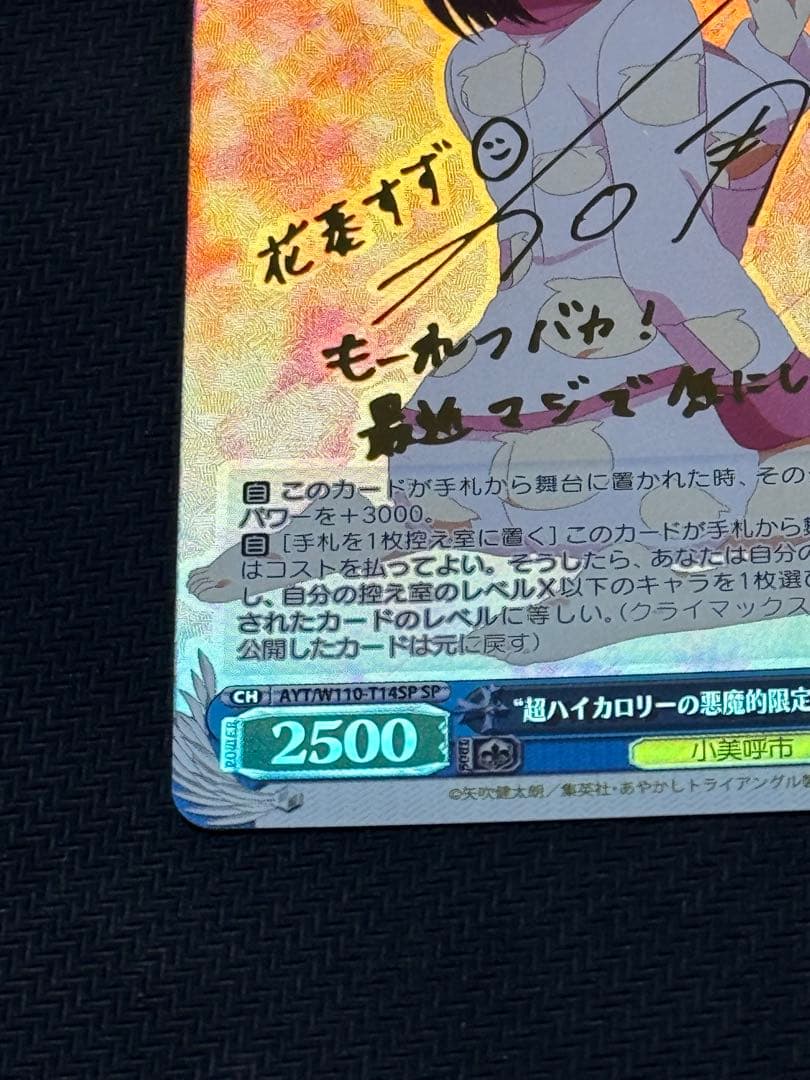 花奏すず
もーれつバカ!
最近マジで気にし
自 このカードが手札から舞台に置かれた時、その
パワーを+3000。
自 [手札を1枚控え室に置く] このカードが手札から
はコストを払ってよい。そうしたら、あなたは自分の
し、自分の控え室のレベルX以下のキャラを1枚選び
されたカードのレベルに等しい。(クライマックス
公開したカードは元に戻す)
CH AYT/W110-T14SP SP
“超ハイカロリーの悪魔的限定
POWER 2500 SOUL
小美呼市
©矢吹健太朗/集英社・あやかしトライアングル製